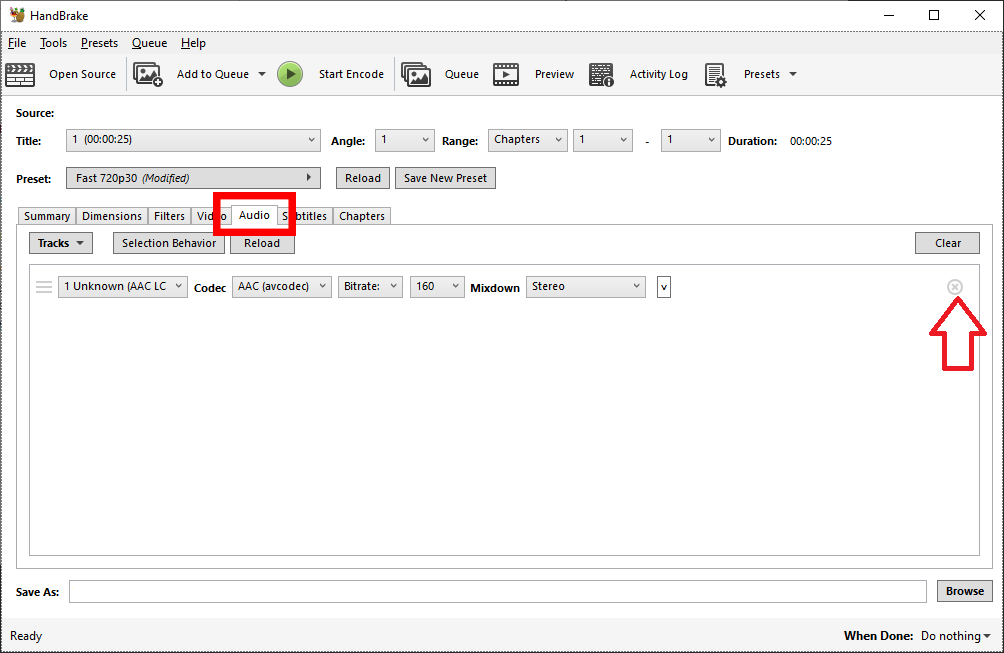 HandBrake
File Tools Presets Queue Help
Open Source Add to Queue Start Encode Queue Preview Activity Log Presets
Source:
Title: 1 (00:00:25) Angle: 1 Range: Chapters 1 - 1 Duration: 00:00:25
Preset: Fast 720p30 (Modified) Reload Save New Preset
Summary Dimensions Filters Audio Chapters
Tracks Selection Behavior Reload Clear
1 Unknown (AAC LC Codec AAC (avcodec) Bitrate: 160 Mixdown Stereo v
Save As: Browse
Ready When Done: Do nothing